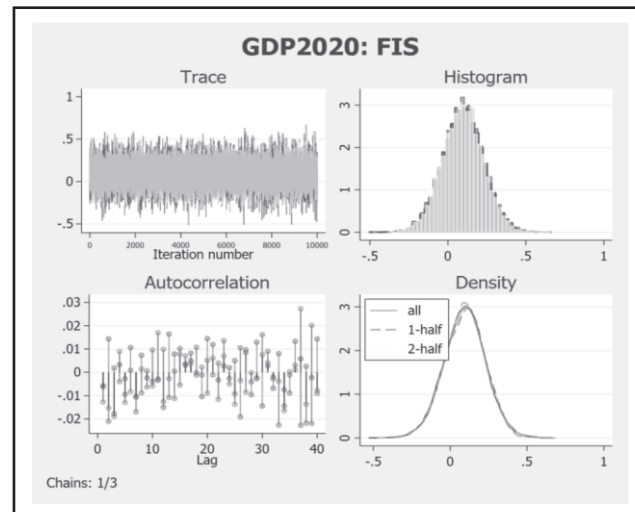 GDP2020: FIS
Trace
1
.5
0
-.5
0 2000 4000 6000 8000 10000
Iteration number
Histogram
3
2
1
0
-.5 0 .5 1
Autocorrelation
.03
.02
.01
0
-.01
-.02
0 10 20 30 40
Lag
Density
all
1-half
2-half
3
2
1
0
-.5 0 .5 1
Chains: 1/3